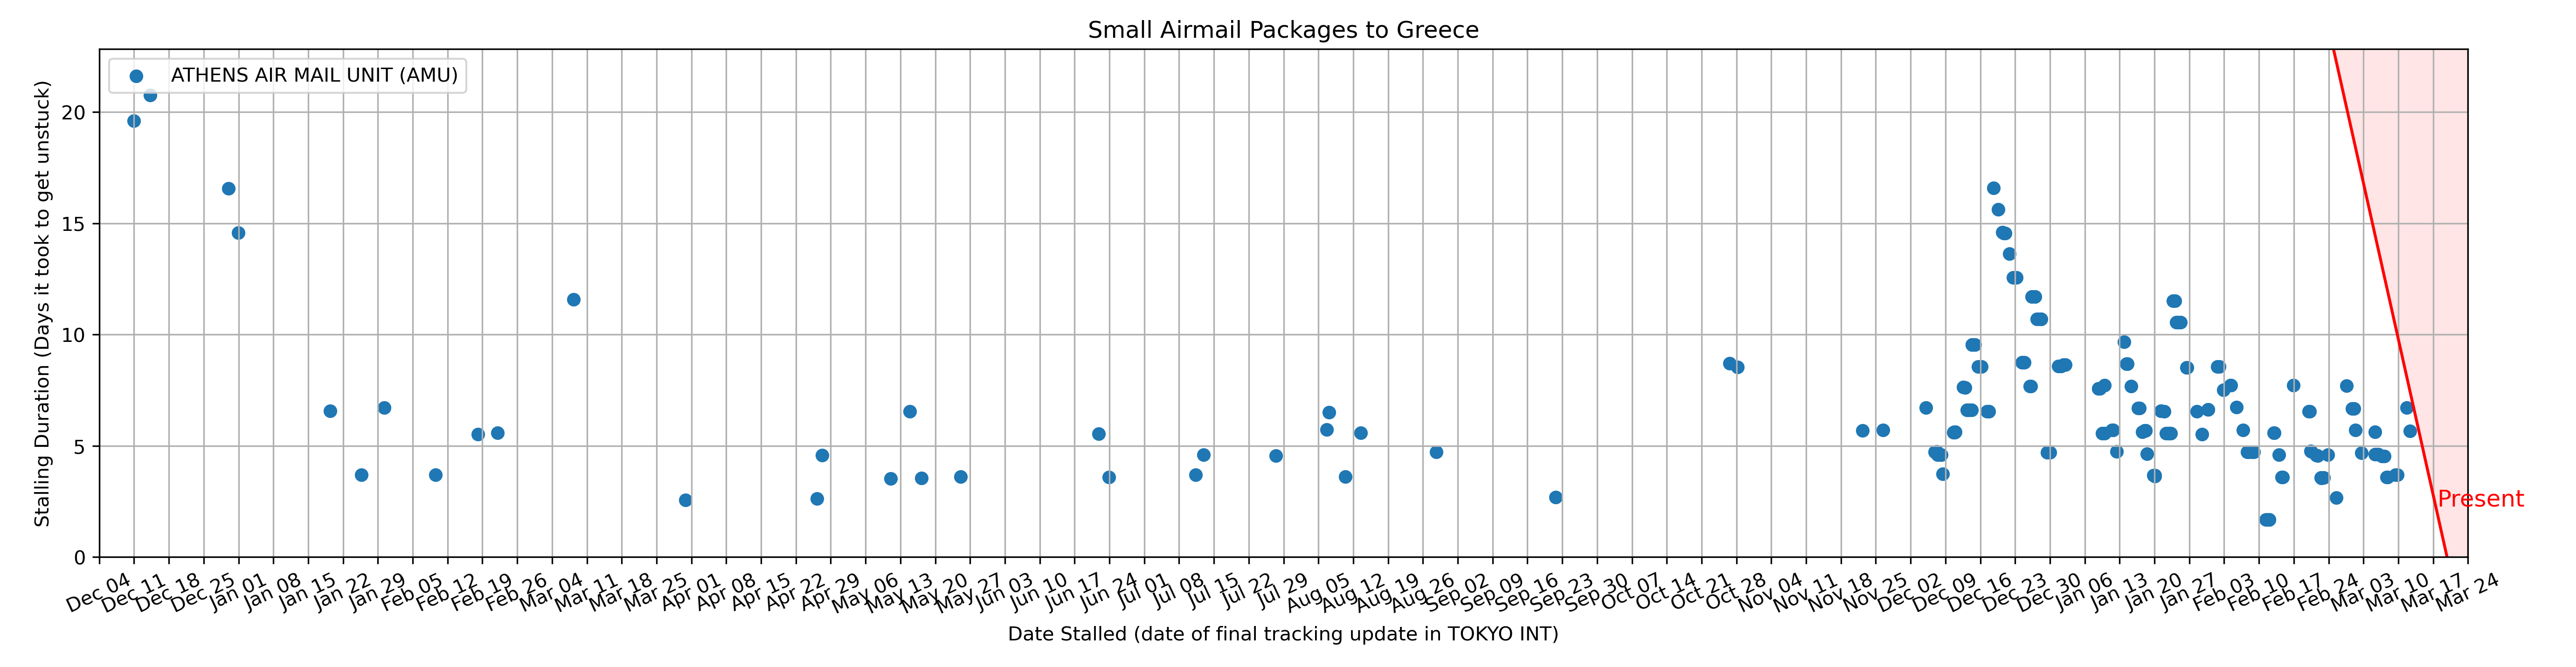 Small Airmail Packages to Greece
ATHENS AIR MAIL UNIT (AMU)
Stalling Duration (Days it took to get unstuck)
20
15
10
5
0
Present
Dec 04
Dec 11
Dec 18
Dec 25
Jan 01
Jan 08
Jan 15
Jan 22
Jan 29
Feb 05
Feb 12
Feb 19
Feb 26
Mar 04
Mar 11
Mar 18
Mar 25
Apr 01
Apr 08
Apr 15
Apr 22
Apr 29
May 06
May 13
May 20
May 27
Jun 03
Jun 10
Jun 17
Jun 24
Jul 01
Jul 08
Jul 15
Jul 22
Jul 29
Aug 05
Aug 12
Aug 19
Aug 26
Sep 02
Sep 09
Sep 16
Sep 23
Sep 30
Oct 07
Oct 14
Oct 21
Oct 28
Nov 04
Nov 11
Nov 18
Nov 25
Dec 02
Dec 09
Dec 16
Dec 23
Dec 30
Jan 06
Jan 13
Jan 20
Jan 27
Feb 03
Feb 10
Feb 17
Feb 24
Mar 03
Mar 10
Mar 17
Mar 24
Date Stalled (date of final tracking update in TOKYO INT)